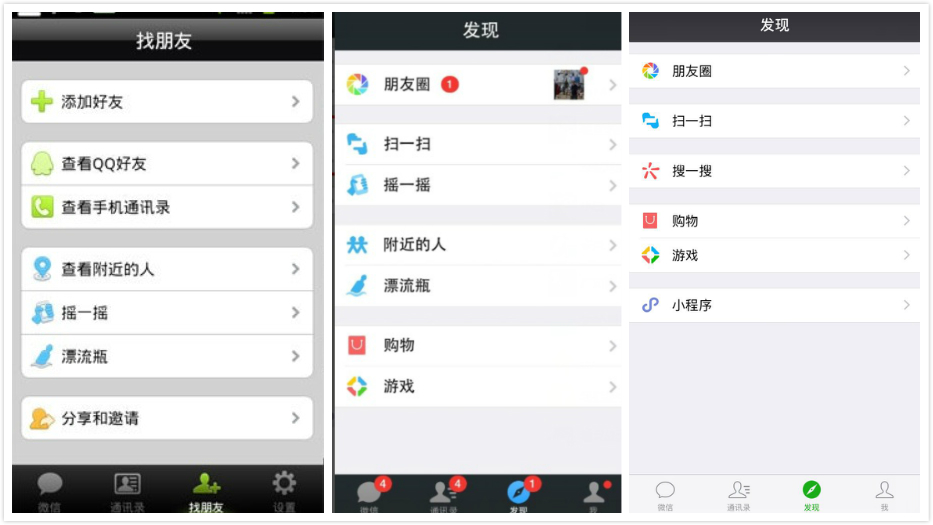 找朋友
添加好友
查看QQ好友
查看手机通讯录
查看附近的人
摇一摇
漂流瓶
分享和邀请
微信 通讯录 找朋友 设置
发现
朋友圈 1
扫一扫
摇一摇
附近的人
漂流瓶
购物
游戏
4 4 1
微信 通讯录 发现 我
发现
朋友圈
扫一扫
搜一搜
购物
游戏
小程序
微信 通讯录 发现 我